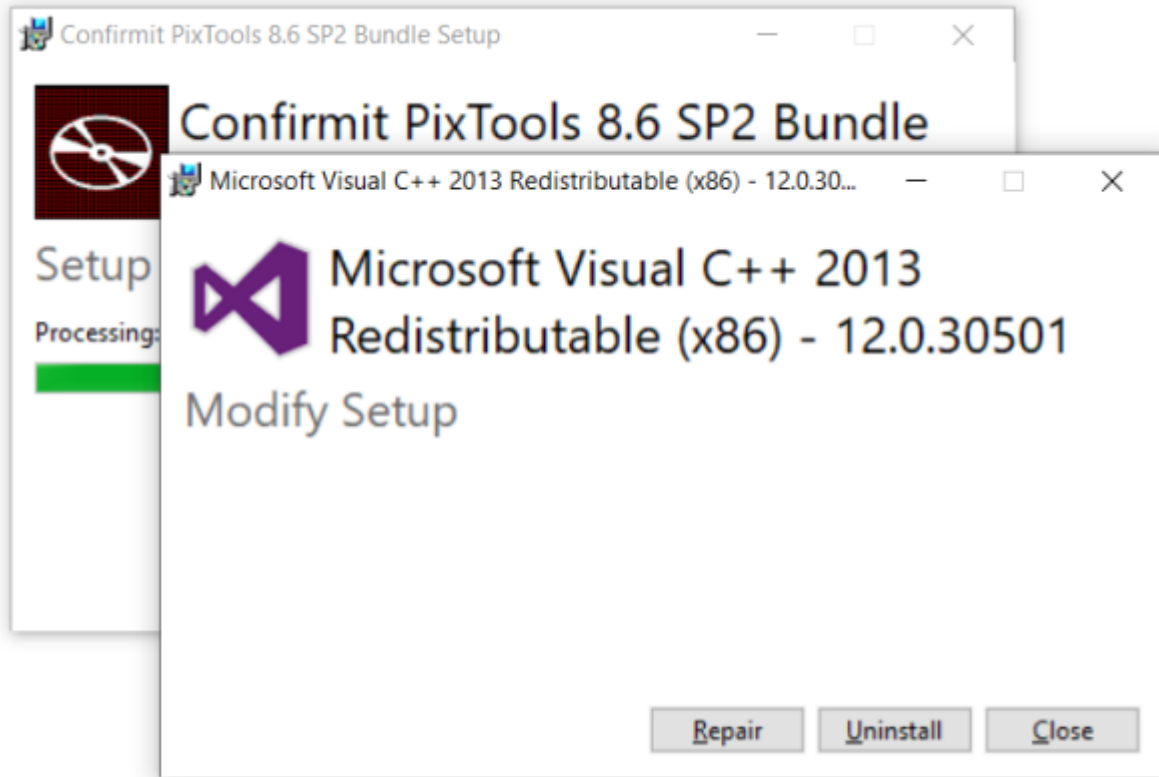 Confirmit PixTools 8.6 SP2 Bundle Setup
Confirmit PixTools 8.6 SP2 Bundle
Setup
Processing:
Microsoft Visual C++ 2013 Redistributable (x86) - 12.0.30...
Microsoft Visual C++ 2013
Redistributable (x86) - 12.0.30501
Modify Setup
Repair
Uninstall
Close